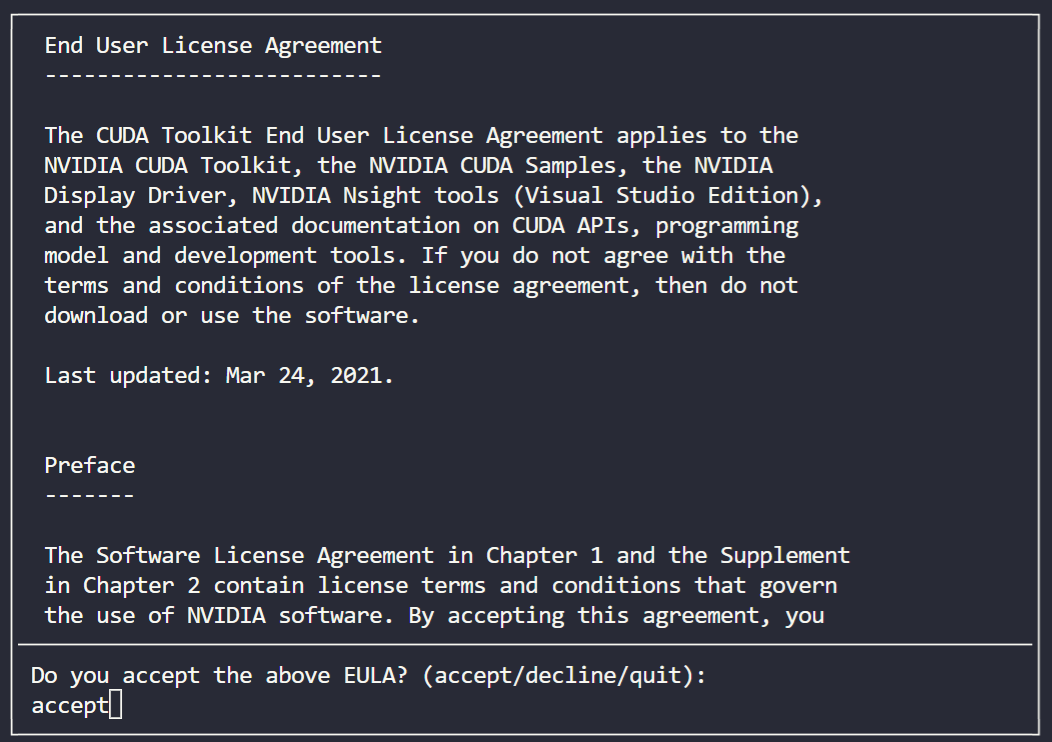 End User License Agreement
--------------------------
The CUDA Toolkit End User License Agreement applies to the
NVIDIA CUDA Toolkit, the NVIDIA CUDA Samples, the NVIDIA
Display Driver, NVIDIA Nsight tools (Visual Studio Edition),
and the associated documentation on CUDA APIs, programming
model and development tools. If you do not agree with the
terms and conditions of the license agreement, then do not
download or use the software.
Last updated: Mar 24, 2021.
Preface
-------
The Software License Agreement in Chapter 1 and the Supplement
in Chapter 2 contain license terms and conditions that govern
the use of NVIDIA software. By accepting this agreement, you
Do you accept the above EULA? (accept/decline/quit):
accept